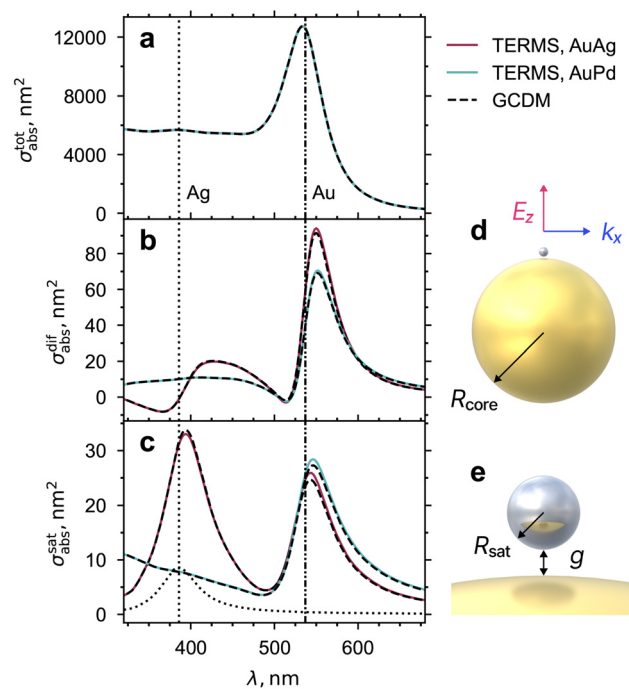 a
12000
8000
4000
0
σ_abs^tot, nm²
Ag
Au
TERMS, AuAg
TERMS, AuPd
GCDM
b
80
60
40
20
0
σ_abs^dif, nm²
E_z
k_x
d
R_core
c
30
20
10
0
σ_abs^sat, nm²
400
500
600
λ, nm
e
R_sat
g